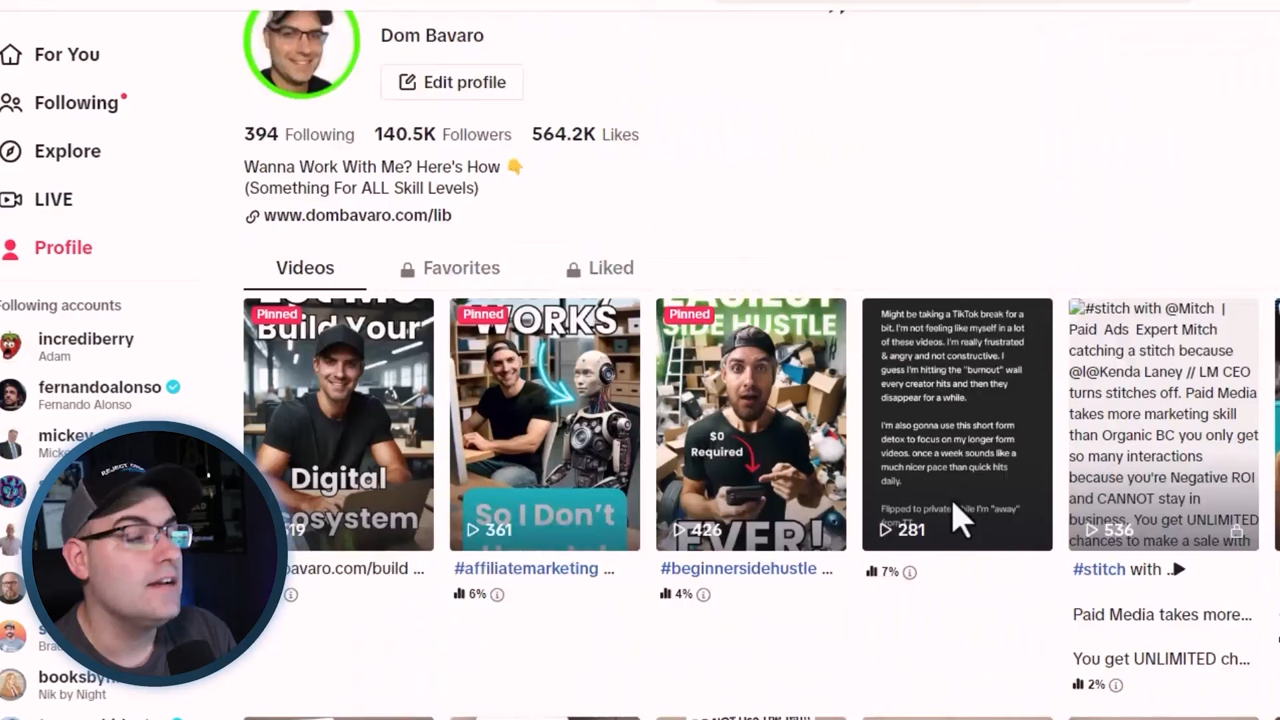 For You
Following
Explore
LIVE
Profile
Following accounts
incrediberry
Adam
fernandoalonso
Fernando Alonso
mickey
Nik by Night
Dom Bavaro
Edit profile
394 Following 140.5K Followers 564.2K Likes
Wanna Work With Me? Here's How 👇
(Something For ALL Skill Levels)
www.dombavaro.com/lib
Videos Favorites Liked
Pinned
Build Your
Digital
Pinned
WORKS
So I Don't
361
Pinned
EASIEST
SIDE HUSTLE
$0
Required
EVER!
426
Might be taking a TikTok break for a
bit. I'm not feeling like myself in a lot
of these videos. I'm really frustrated
& angry and not constructive. I
guess I'm hitting the "burnout" wall
every creator hits and then they
disappear for a while.
I'm also gonna use this short form
detox to focus on my longer form
videos. once a week sounds like a
much nicer pace than quick hits
daily.
Flipped to private while I'm "away"
281
#stitch with @Mitch |
Paid Ads Expert Mitch
catching a stitch because
@l@Kenda Laney // LM CEO
turns stitches off. Paid Media
takes more marketing skill
than Organic BC you only get
so many interactions
because you're Negative ROI
and CANNOT stay in
business. You get UNLIMITED
chances to make a sale with
536
bavaro.com/build ...
#affiliatemarketing ...
6%
#beginnersidehustle ...
4%
7%
#stitch with ..
Paid Media takes more...
You get UNLIMITED ch...
2%